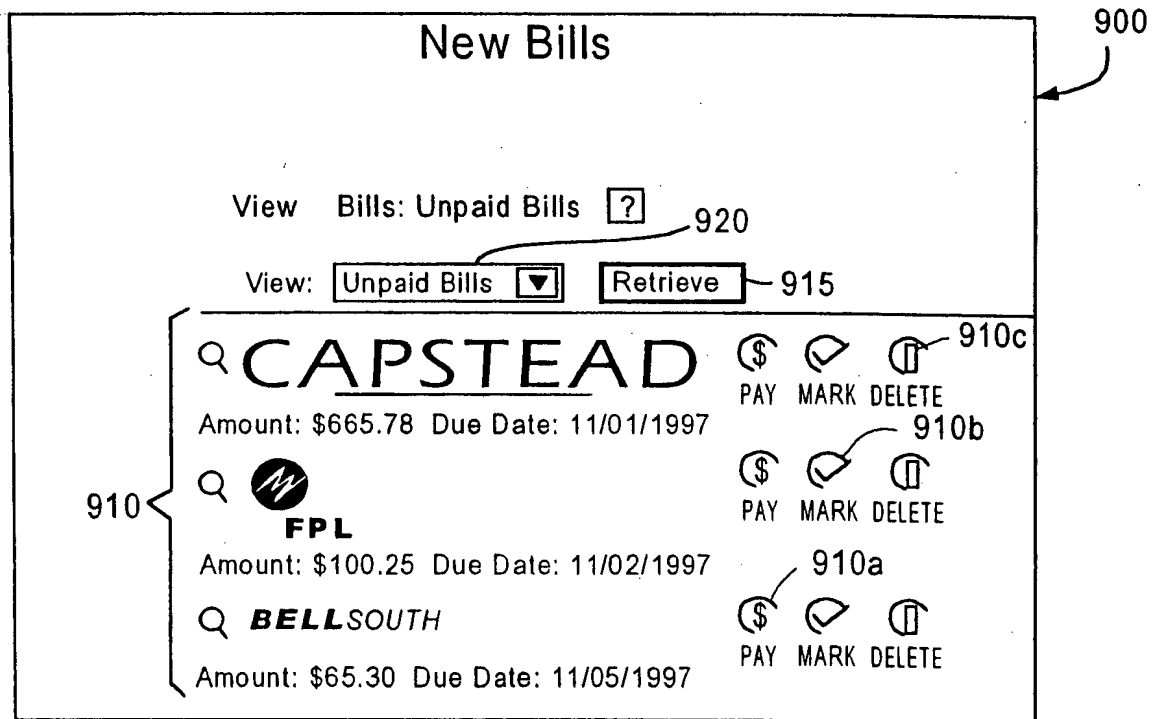 New Bills
900
View Bills: Unpaid Bills ?
920
View: Unpaid Bills Retrieve 915
910
CAPSTEAD $ 910c
PAY MARK DELETE
Amount: $665.78 Due Date: 11/01/1997
910b
$
FPL
PAY MARK DELETE
Amount: $100.25 Due Date: 11/02/1997
910a
BELLSOUTH $
PAY MARK DELETE
Amount: $65.30 Due Date: 11/05/1997